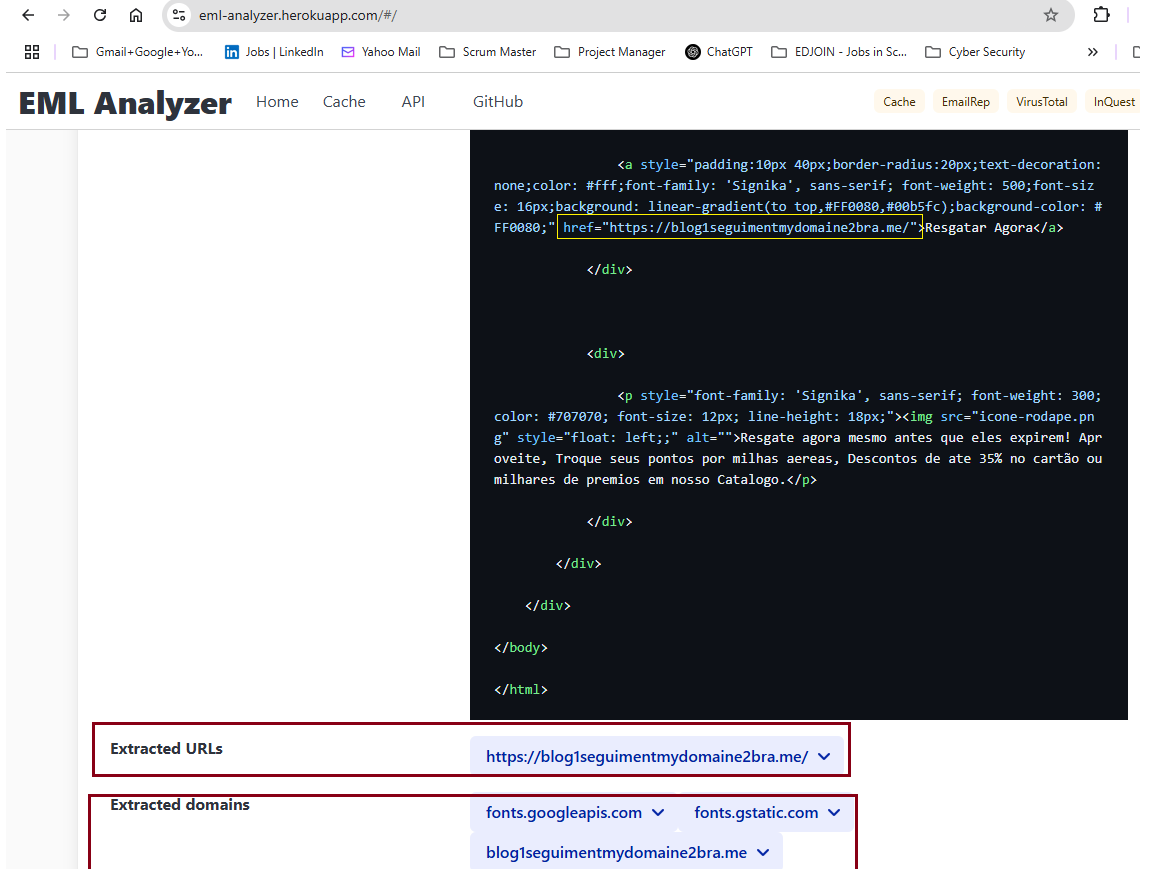 eml-analyzer.herokuapp.com/#/
Gmail+Google+Yo... Jobs | LinkedIn Yahoo Mail Scrum Master Project Manager ChatGPT EDJOIN - Jobs in Sc... Cyber Security
EML Analyzer Home Cache API GitHub Cache EmailRep VirusTotal InQuest
<a style="padding:10px 40px;border-radius:20px;text-decoration:
none;color: #fff;font-family: 'Signika', sans-serif; font-weight: 500;font-siz
e: 16px;background: linear-gradient(to top,#FF0080,#00b5fc);background-color: #
FF0080;" href="https://blog1seguimentmydomaine2bra.me/">Resgatar Agora</a>
</div>
<div>
<p style="font-family: 'Signika', sans-serif; font-weight: 300;
color: #707070; font-size: 12px; line-height: 18px;"><img src="icone-rodape.pn
g" style="float: left;;" alt="">Resgate agora mesmo antes que eles expirem! Apr
oveite, Troque seus pontos por milhas aereas, Descontos de ate 35% no cartão ou
milhares de premios em nosso Catalogo.</p>
</div>
</div>
</div>
</body>
</html>
Extracted URLs
https://blog1seguimentmydomaine2bra.me/
Extracted domains
fonts.googleapis.com fonts.gstatic.com
blog1seguimentmydomaine2bra.me